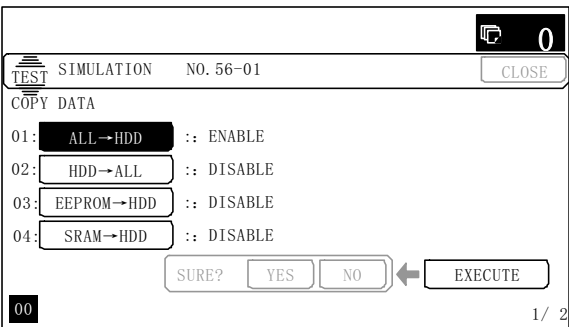 0
TEST SIMULATION NO.56-01 CLOSE
COPY DATA
01: ALL→HDD :: ENABLE
02: HDD→ALL :: DISABLE
03: EEPROM→HDD :: DISABLE
04: SRAM→HDD :: DISABLE
SURE? YES NO EXECUTE
00 1/ 2